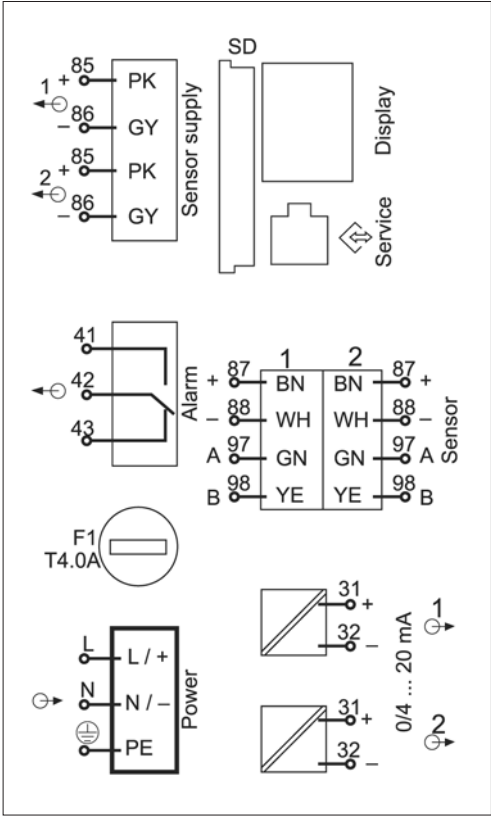 SD
85
1
+
PK
86
–
GY
85
2
+
PK
86
–
GY
Sensor supply
Display
Service
41
42
43
Alarm
1 2
+ 87 BN BN 87 +
– 88 WH WH 88 –
A 97 GN GN 97 A
B 98 YE YE 98 B
Sensor
F1
T4.0A
L L / +
N N / –
PE
Power
31
+
32
–
1
31
+
32
–
2
0/4 ... 20 mA